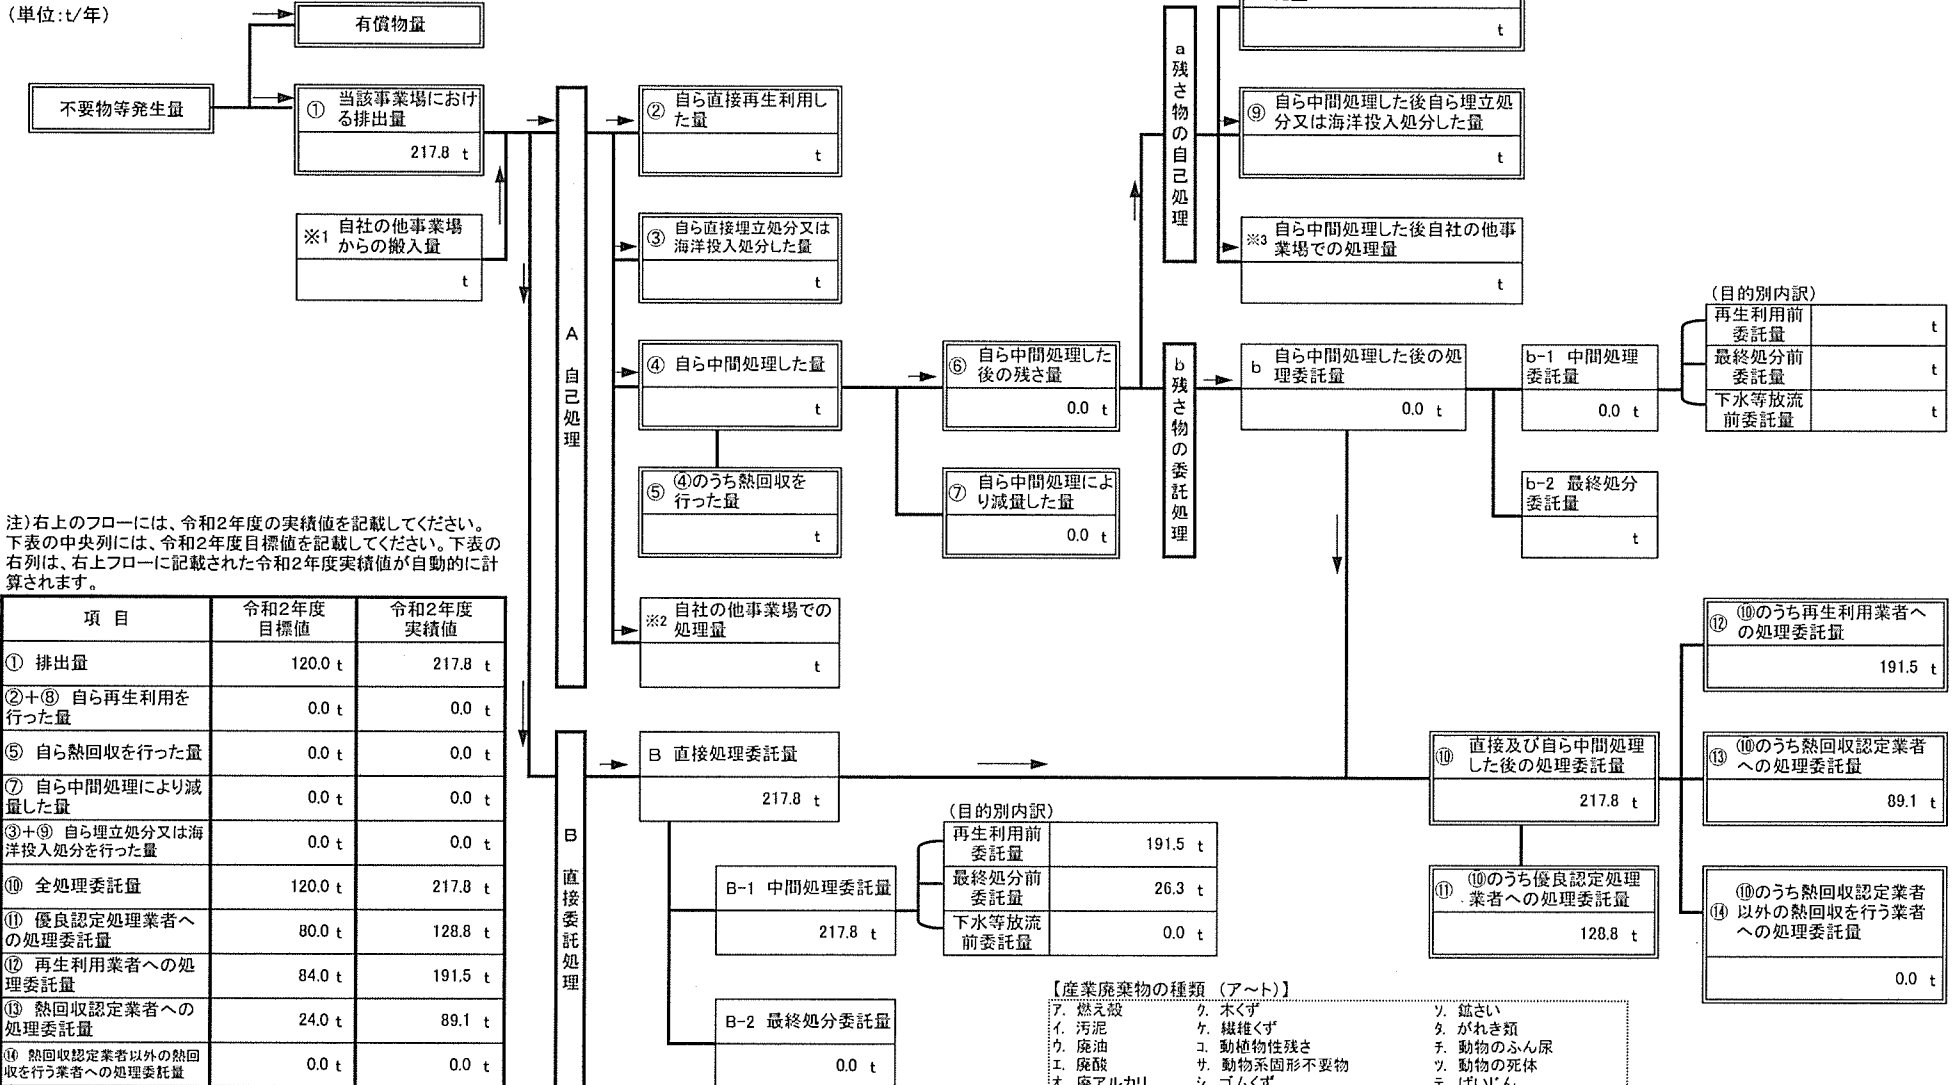 (単位:t/年)
有償物量
不要物等発生量
① 当該事業場におけ
る排出量
217.8 t
※1 自社の他事業場
からの搬入量
t
A 自己処理
② 自ら直接再生利用し
た量
t
③ 自ら直接埋立処分又は
海洋投入処分した量
t
④ 自ら中間処理した量
t
⑤ ④のうち熱回収を
行った量
t
※2 自社の他事業場での
処理量
t
⑥ 自ら中間処理した
後の残さ量
0.0 t
⑦ 自ら中間処理によ
り減量した量
0.0 t
a 残さ物の自己処理
t
⑨ 自ら中間処理した後自ら埋立処
分又は海洋投入処分した量
t
※3 自ら中間処理した後自社の他事
業場での処理量
t
b 残さ物の委託処理
b 自ら中間処理した後の処
理委託量
0.0 t
b-1 中間処理
委託量
0.0 t
(目的別内訳)
再生利用前
委託量 t
最終処分前
委託量 t
下水等放流
前委託量 t
b-2 最終処分
委託量
t
注)右上のフローには、令和2年度の実績値を記載してください。
下表の中央列には、令和2年度目標値を記載してください。下表の
右列は、右上フローに記載された令和2年度実績値が自動的に計
算されます。
項 目 令和2年度 令和2年度
目標値 実績値
① 排出量 120.0 t 217.8 t
②+⑧ 自ら再生利用を
行った量 0.0 t 0.0 t
⑤ 自ら熱回収を行った量 0.0 t 0.0 t
⑦ 自ら中間処理により減
量した量 0.0 t 0.0 t
③+⑨ 自ら埋立処分又は海
洋投入処分を行った量 0.0 t 0.0 t
⑩ 全処理委託量 120.0 t 217.8 t
⑪ 優良認定処理業者へ
の処理委託量 80.0 t 128.8 t
⑫ 再生利用業者への処
理委託量 84.0 t 191.5 t
⑬ 熱回収認定業者への
処理委託量 24.0 t 89.1 t
⑭ 熱回収認定業者以外の熱回
収を行う業者への処理委託量 0.0 t 0.0 t
B 直接委託処理
B 直接処理委託量
217.8 t
B-1 中間処理委託量
217.8 t
(目的別内訳)
再生利用前
委託量 191.5 t
最終処分前
委託量 26.3 t
下水等放流
前委託量 0.0 t
B-2 最終処分委託量
0.0 t
⑩ 直接及び自ら中間処理
した後の処理委託量
217.8 t
⑪ ⑩のうち優良認定処理
業者への処理委託量
128.8 t
⑫ ⑩のうち再生利用業者へ
の処理委託量
191.5 t
⑬ ⑩のうち熱回収認定業者
への処理委託量
89.1 t
⑭ ⑩のうち熱回収認定業者
以外の熱回収を行う業者
への処理委託量
0.0 t
【産業廃棄物の種類 (ア~ト)】
ア. 燃え殻 ク. 木くず ソ. 鉱さい
イ. 汚泥 ケ. 繊維くず タ. がれき類
ウ. 廃油 コ. 動植物性残さ チ. 動物のふん尿
エ. 廃酸 サ. 動物系固形不要物 ツ. 動物の死体
オ. 廃アルカリ シ. ゴムくず テ. ばいじん